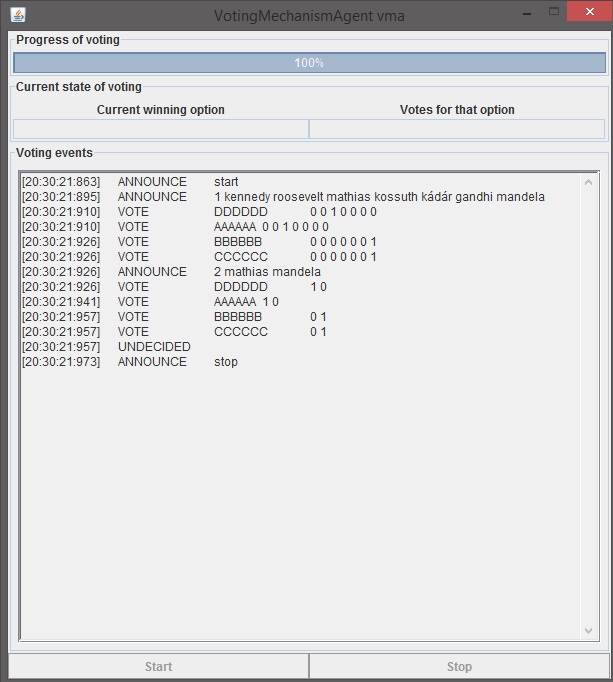 VotingMechanismAgent vma
Progress of voting
100%
Current state of voting
Current winning option Votes for that option
Voting events
[20:30:21:863] ANNOUNCE start
[20:30:21:895] ANNOUNCE 1 kennedy roosevelt mathias kossuth kádár gandhi mandela
[20:30:21:910] VOTE DDDDDD 0 0 1 0 0 0 0
[20:30:21:910] VOTE AAAAAA 0 0 1 0 0 0 0
[20:30:21:926] VOTE BBBBBB 0 0 0 0 0 0 1
[20:30:21:926] VOTE CCCCCC 0 0 0 0 0 0 1
[20:30:21:926] ANNOUNCE 2 mathias mandela
[20:30:21:926] VOTE DDDDDD 1 0
[20:30:21:941] VOTE AAAAAA 1 0
[20:30:21:957] VOTE BBBBBB 0 1
[20:30:21:957] VOTE CCCCCC 0 1
[20:30:21:957] UNDECIDED
[20:30:21:973] ANNOUNCE stop
Start Stop